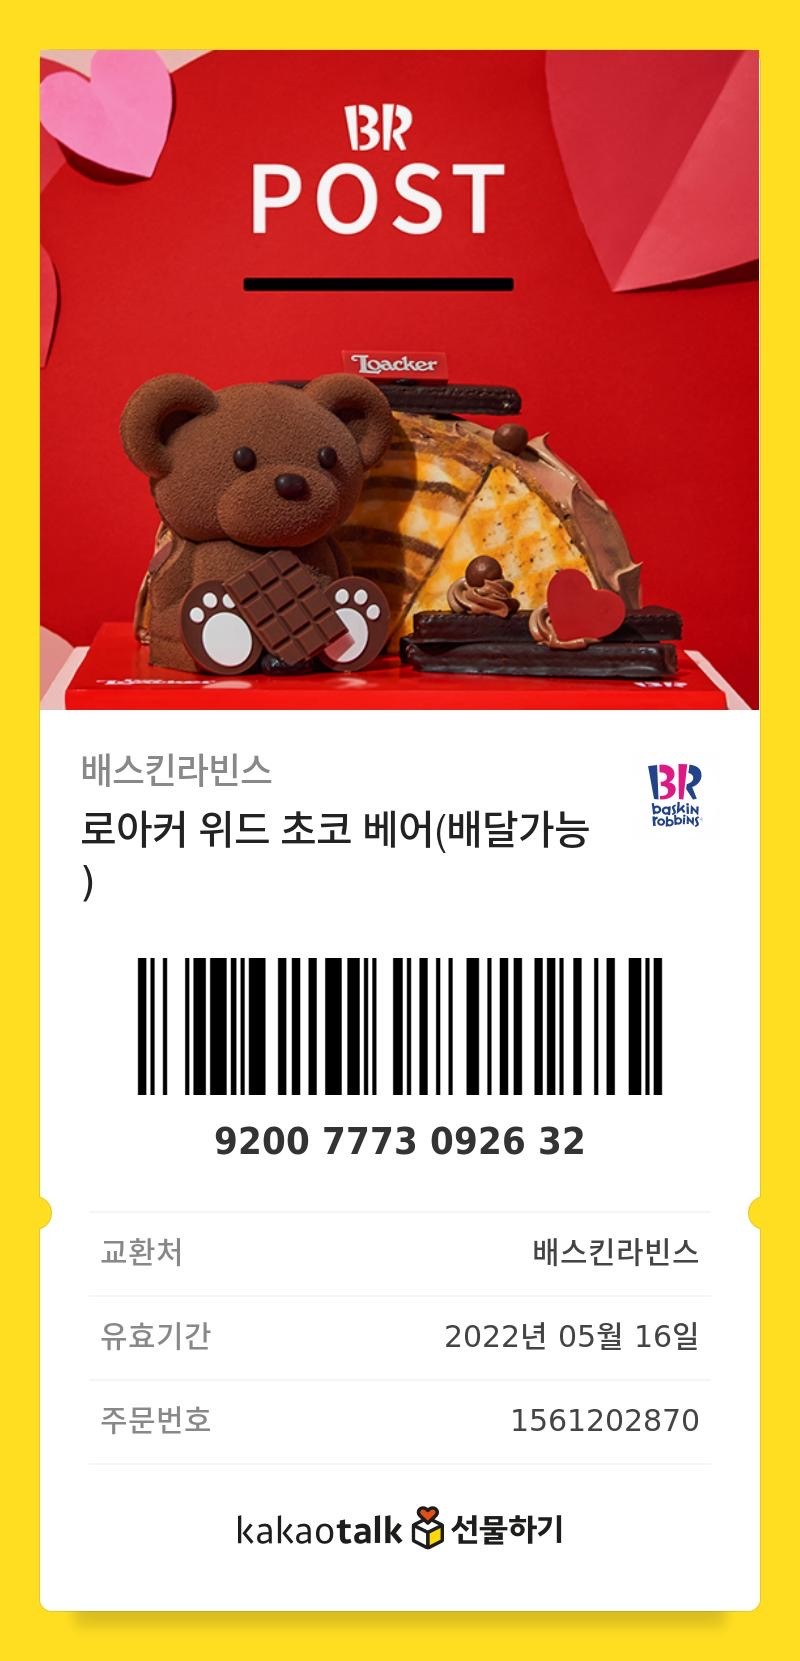 BR
POST
Loacker
배스킨라빈스
BR
baskin
robbins
로아커 위드 초코 베어(배달가능
)
9200 7773 0926 32
교환처 배스킨라빈스
유효기간 2022년 05월 16일
주문번호 1561202870
kakaotalk 선물하기